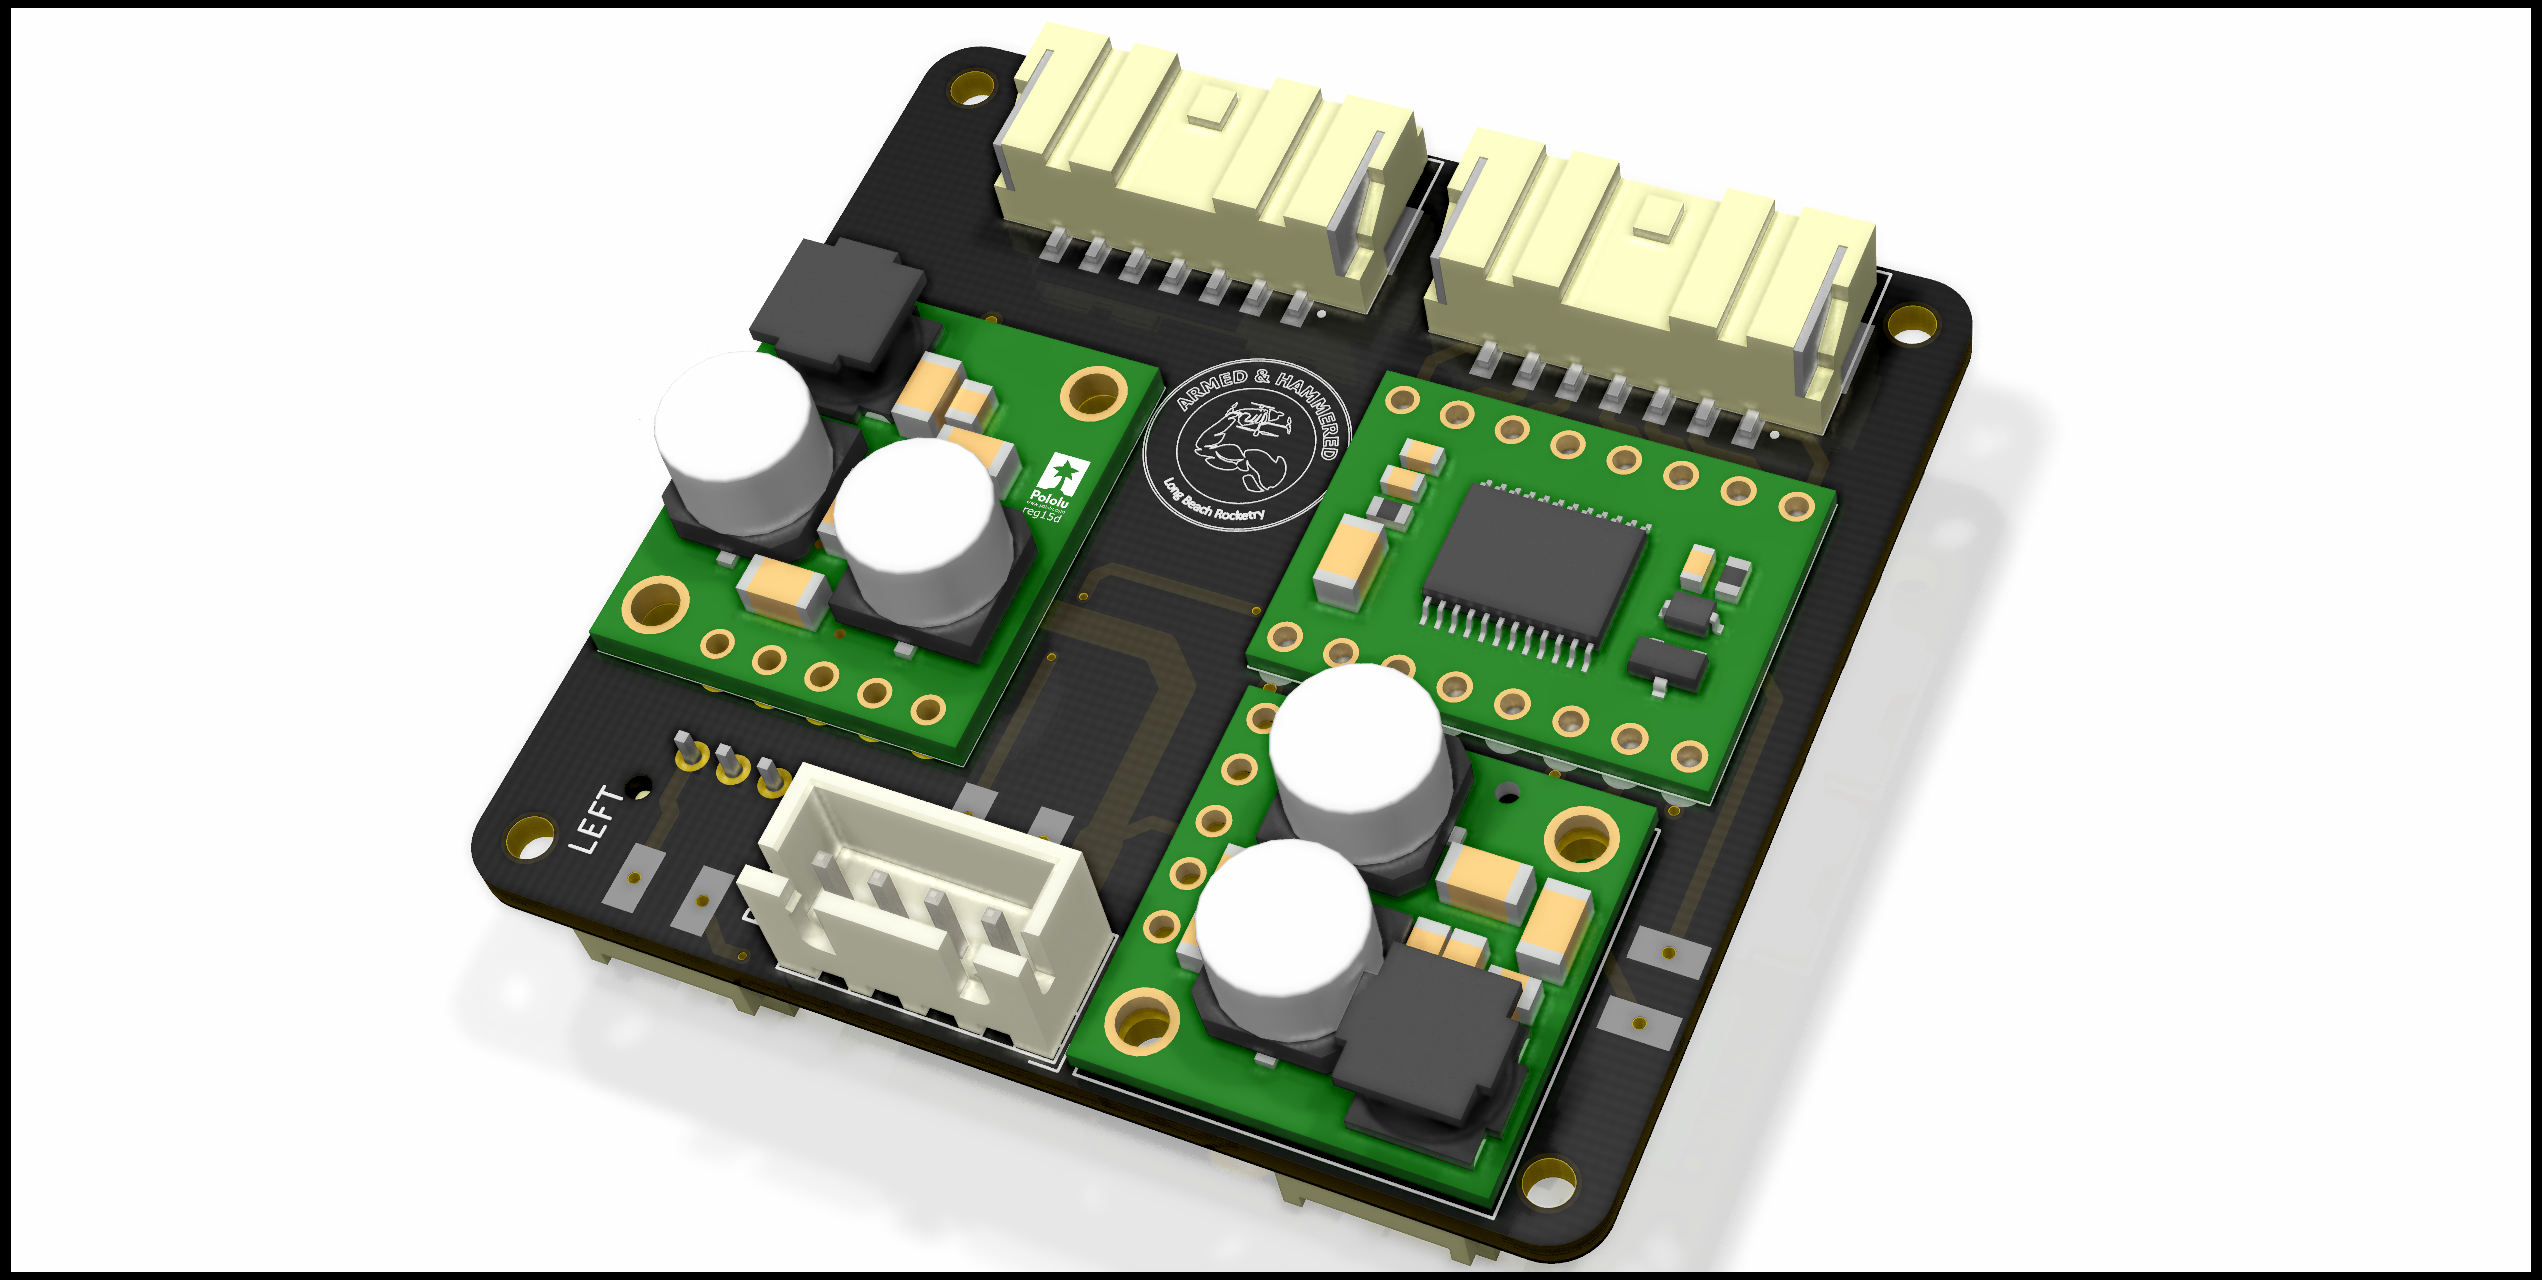 ARMED & HAMMERED
Long Beach Rocketry
Pololu
reg15d
LEFT